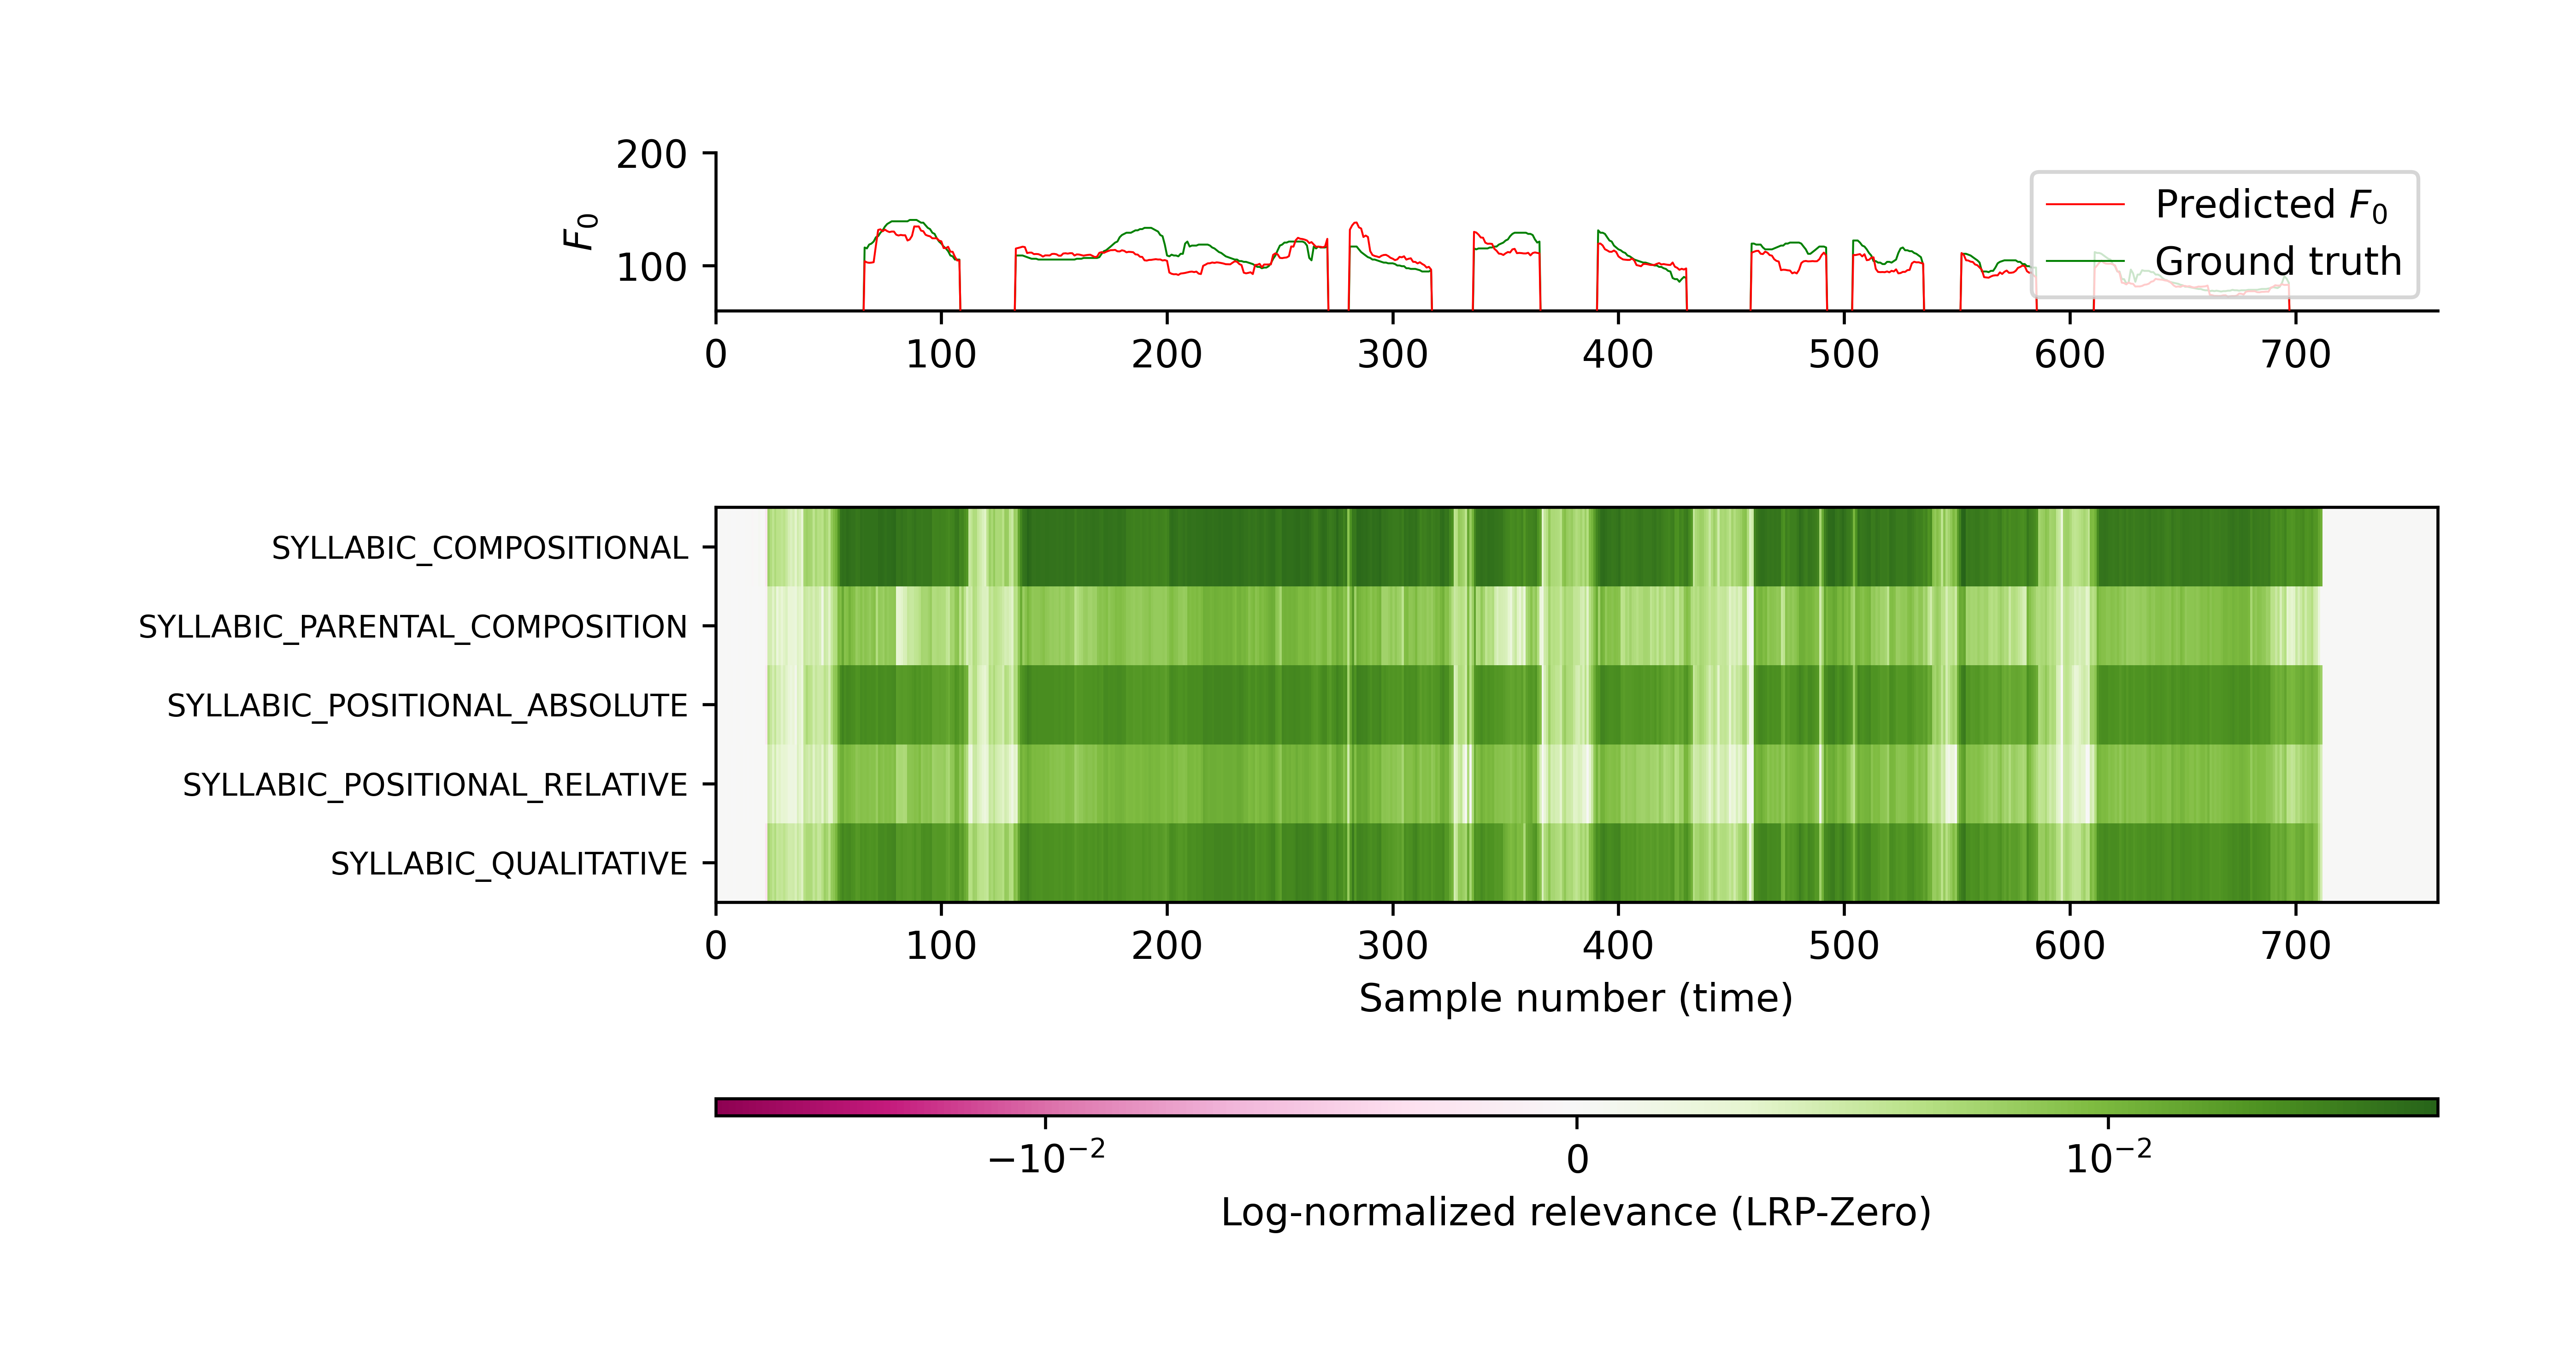 200
100
F₀
Predicted F₀
Ground truth
0 100 200 300 400 500 600 700
SYLLABIC_COMPOSITIONAL
SYLLABIC_PARENTAL_COMPOSITION
SYLLABIC_POSITIONAL_ABSOLUTE
SYLLABIC_POSITIONAL_RELATIVE
SYLLABIC_QUALITATIVE
0 100 200 300 400 500 600 700
Sample number (time)
−10⁻² 0 10⁻²
Log-normalized relevance (LRP-Zero)